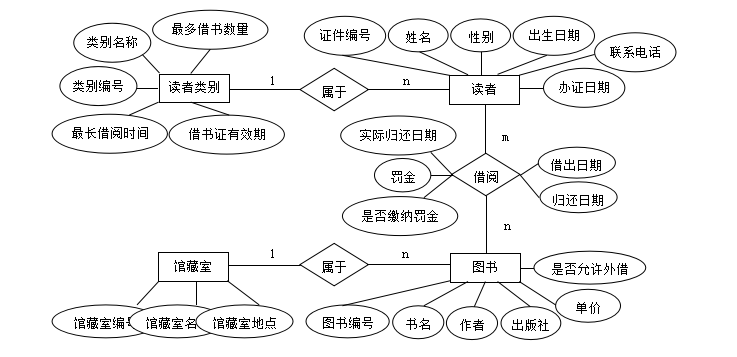 最多借书数量
类别名称
证件编号
姓名
性别
出生日期
联系电话
类别编号
读者类别
1
属于
n
读者
办证日期
最长借阅时间
借书证有效期
实际归还日期
m
罚金
借阅
借出日期
归还日期
是否缴纳罚金
n
馆藏室
1
属于
n
图书
是否允许外借
馆藏室编号
馆藏室名
馆藏室地点
图书编号
书名
作者
出版社
单价